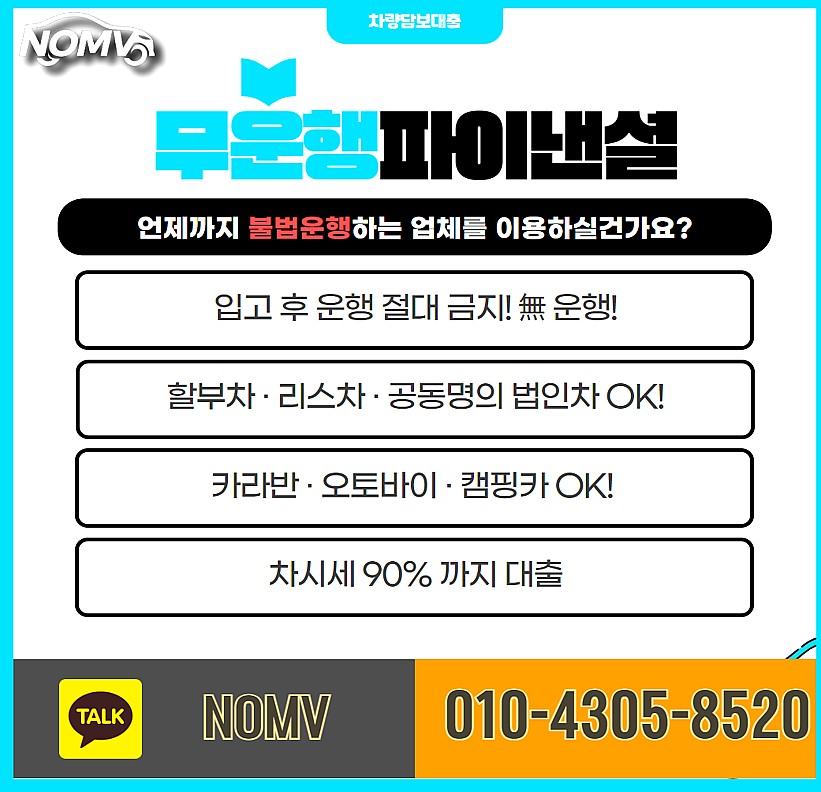 NOMV
차량담보대출
무운행파이낸셜
언제까지 불법운행하는 업체를 이용하실건가요?
입고 후 운행 절대 금지! 無 운행!
할부차 · 리스차 · 공동명의 법인차 OK!
카라반 · 오토바이 · 캠핑카 OK!
차시세 90% 까지 대출
TALK
NOMV
010-4305-8520